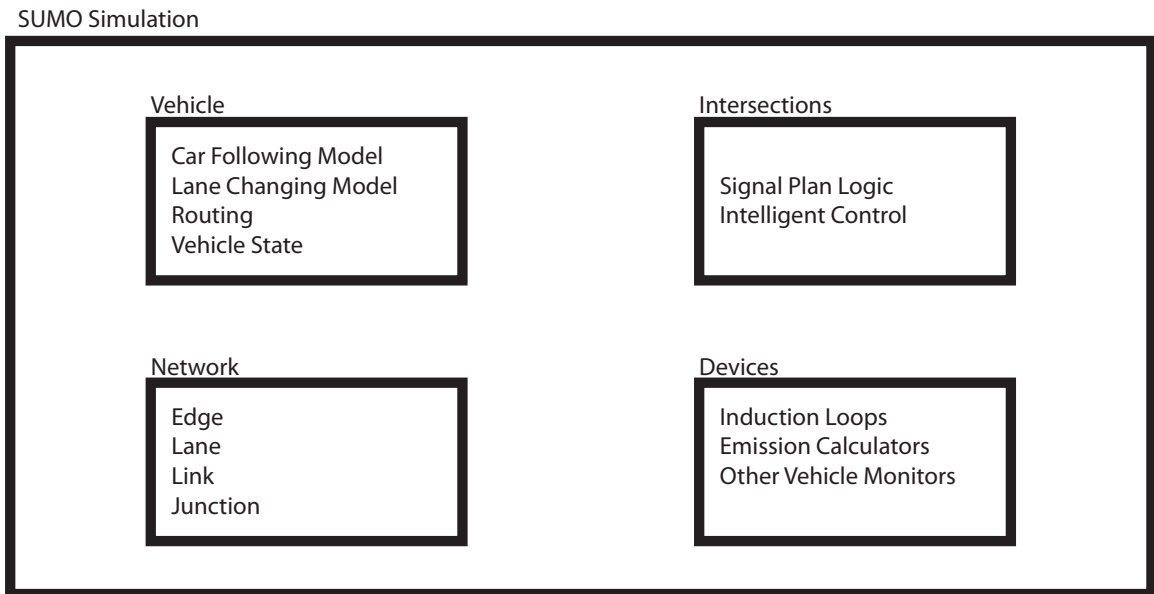 SUMO Simulation
Vehicle
Car Following Model
Lane Changing Model
Routing
Vehicle State
Intersections
Signal Plan Logic
Intelligent Control
Network
Edge
Lane
Link
Junction
Devices
Induction Loops
Emission Calculators
Other Vehicle Monitors